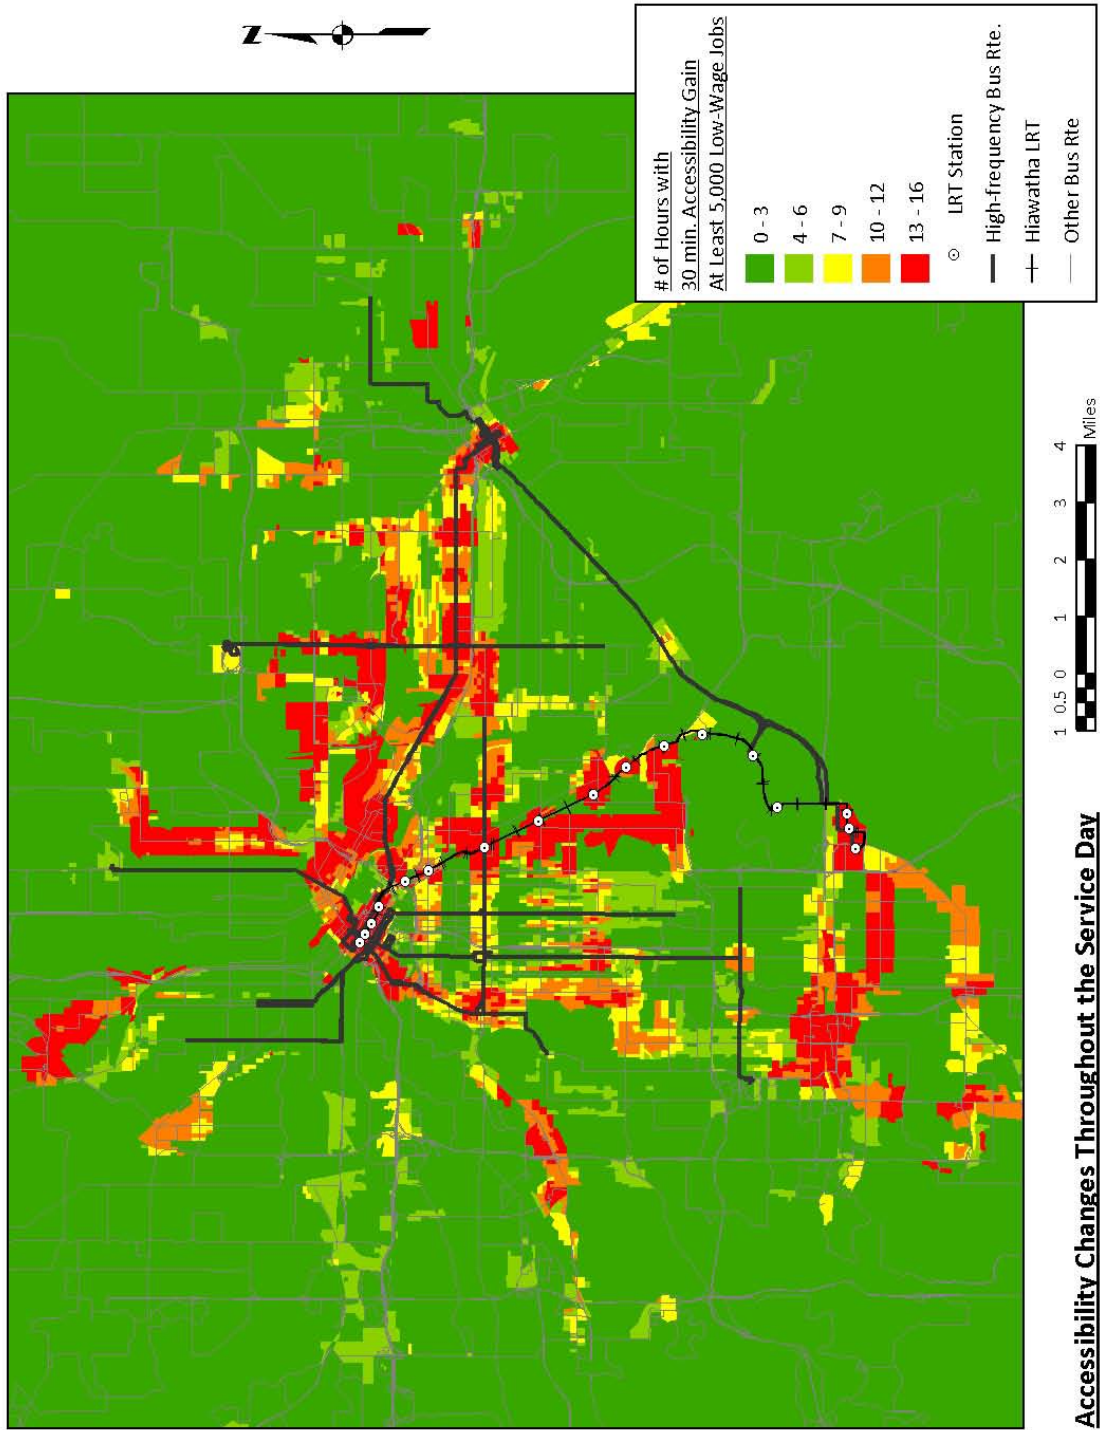 N
# of Hours with
30 min. Accessibility Gain
At Least 5,000 Low-Wage Jobs
0 - 3
4 - 6
7 - 9
10 - 12
13 - 16
LRT Station
High-frequency Bus Rte.
Hiawatha LRT
Other Bus Rte
1 0.5 0 1 2 3 4
Miles
Accessibility Changes Throughout the Service Day